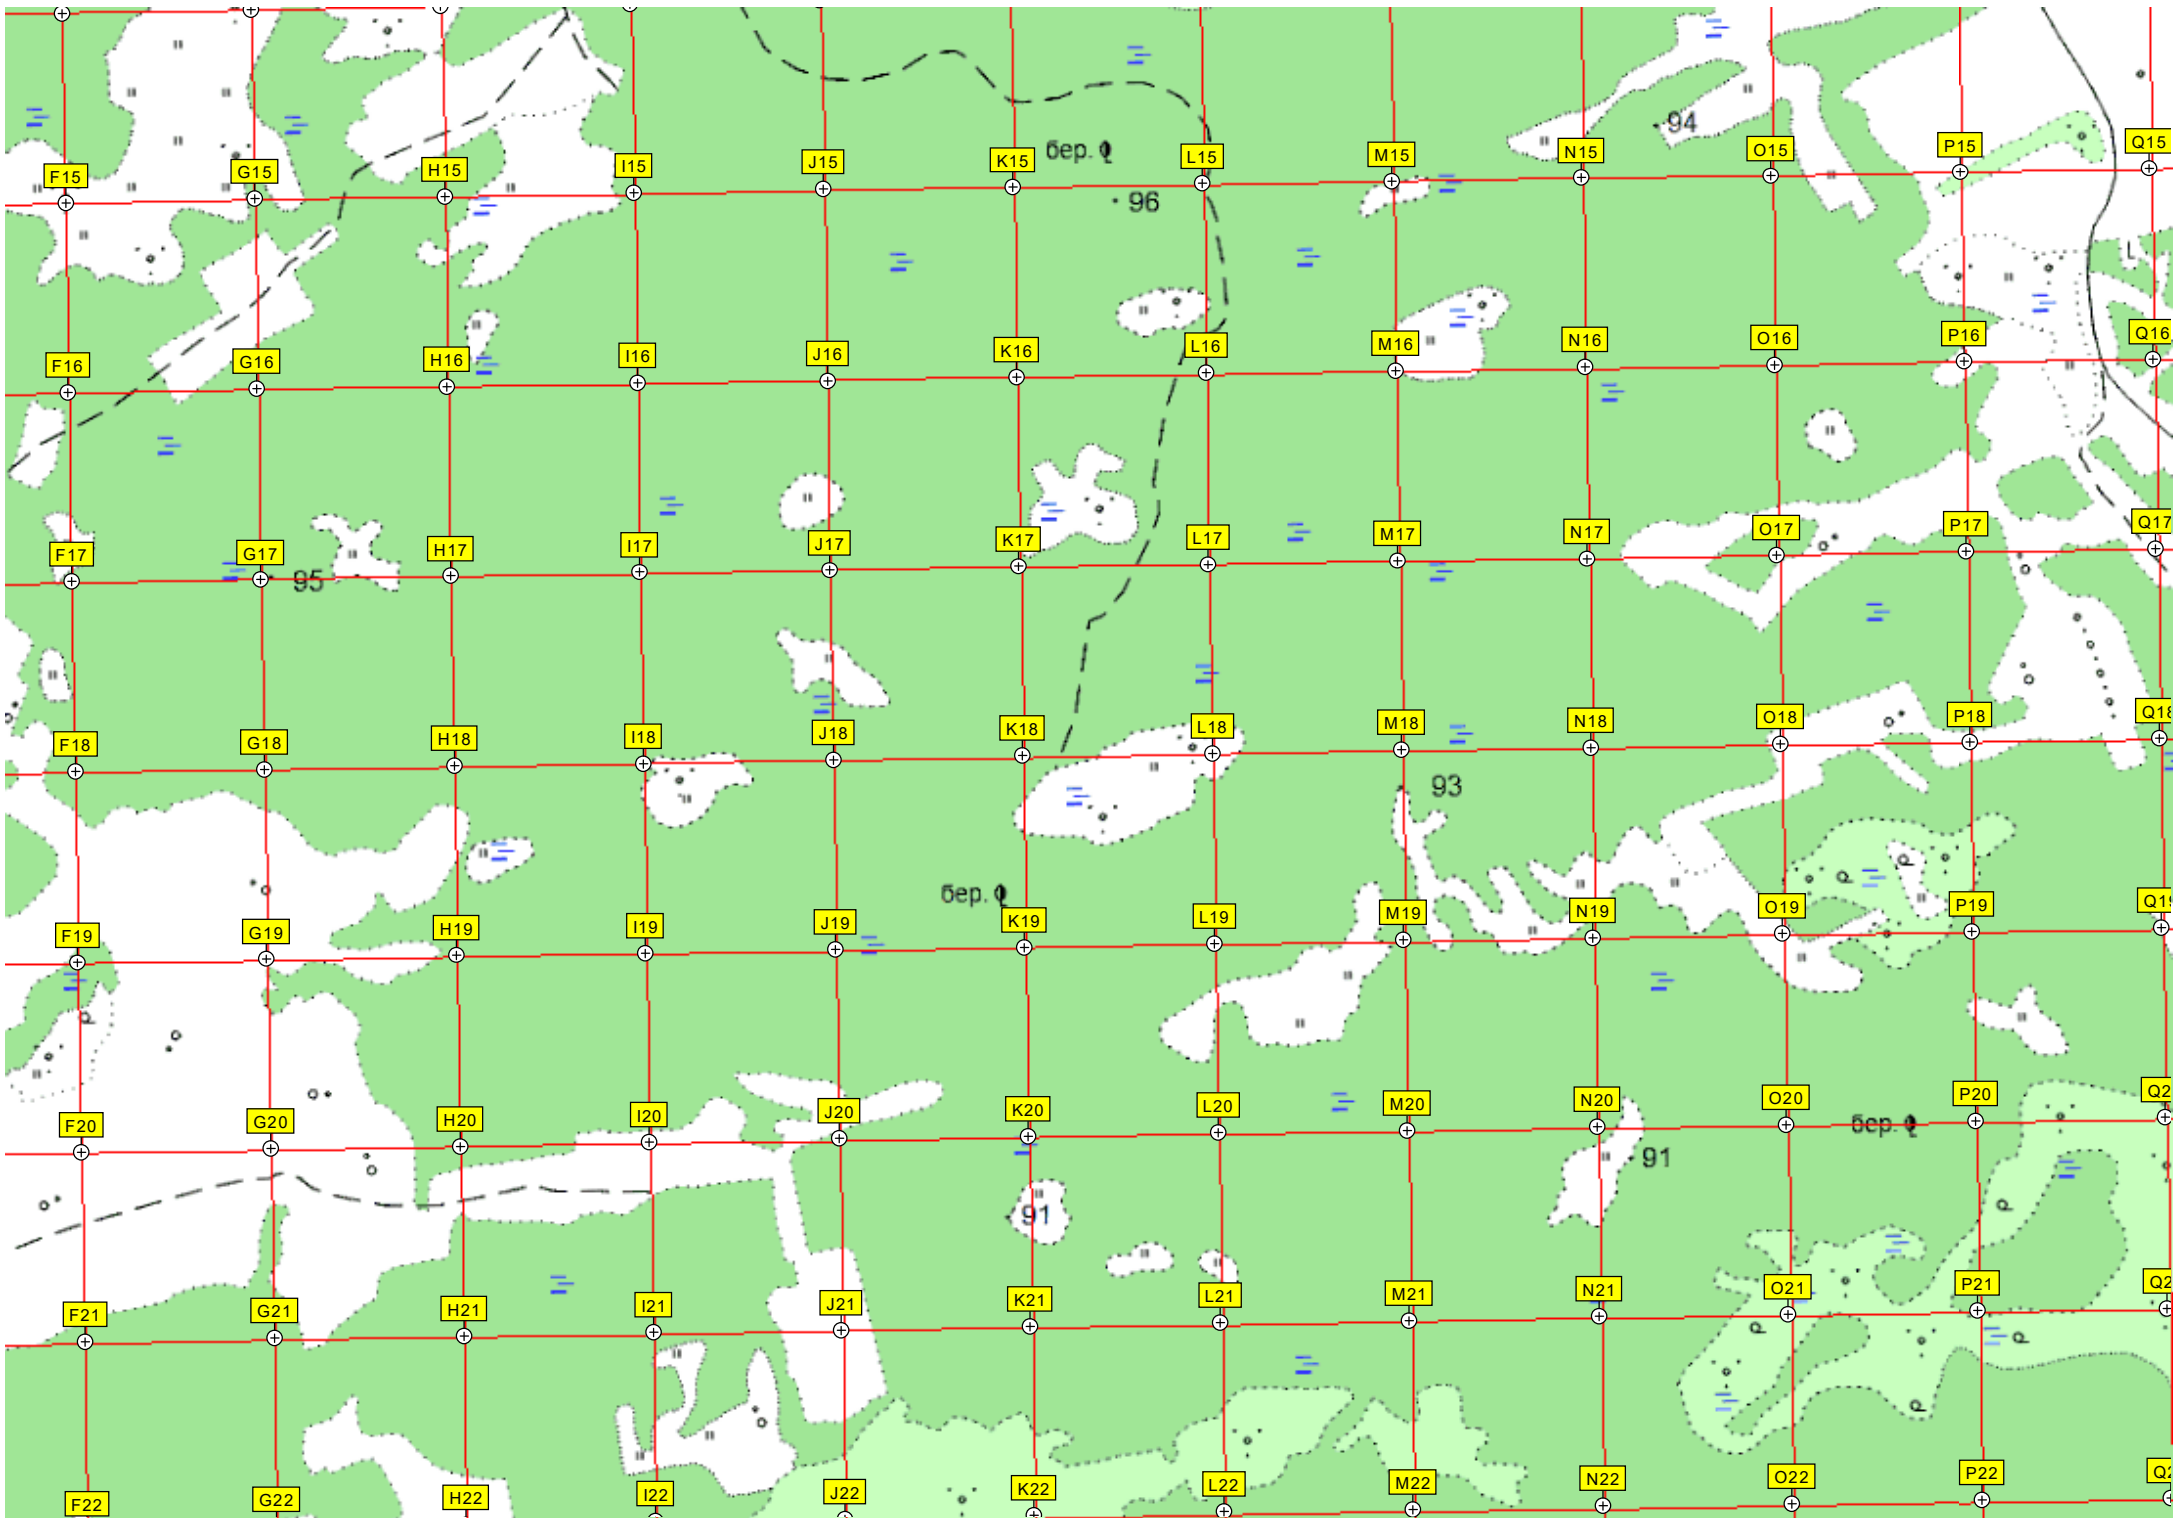 94
F15 G15 H15 I15 J15 K15 бер. L15 M15 N15 O15 P15 Q15
96
F16 G16 H16 I16 J16 K16 L16 M16 N16 O16 P16 Q16
F17 G17 H17 I17 J17 K17 L17 M17 N17 O17 P17 Q17
95
F18 G18 H18 I18 J18 K18 L18 M18 N18 O18 P18 Q18
93
бер.
F19 G19 H19 I19 J19 K19 L19 M19 N19 O19 P19 Q19
F20 G20 H20 I20 J20 K20 L20 M20 N20 O20 P20 Q2
бер.
91
91
F21 G21 H21 I21 J21 K21 L21 M21 N21 O21 P21 Q2
F22 G22 H22 I22 J22 K22 L22 M22 N22 O22 P22 Q2